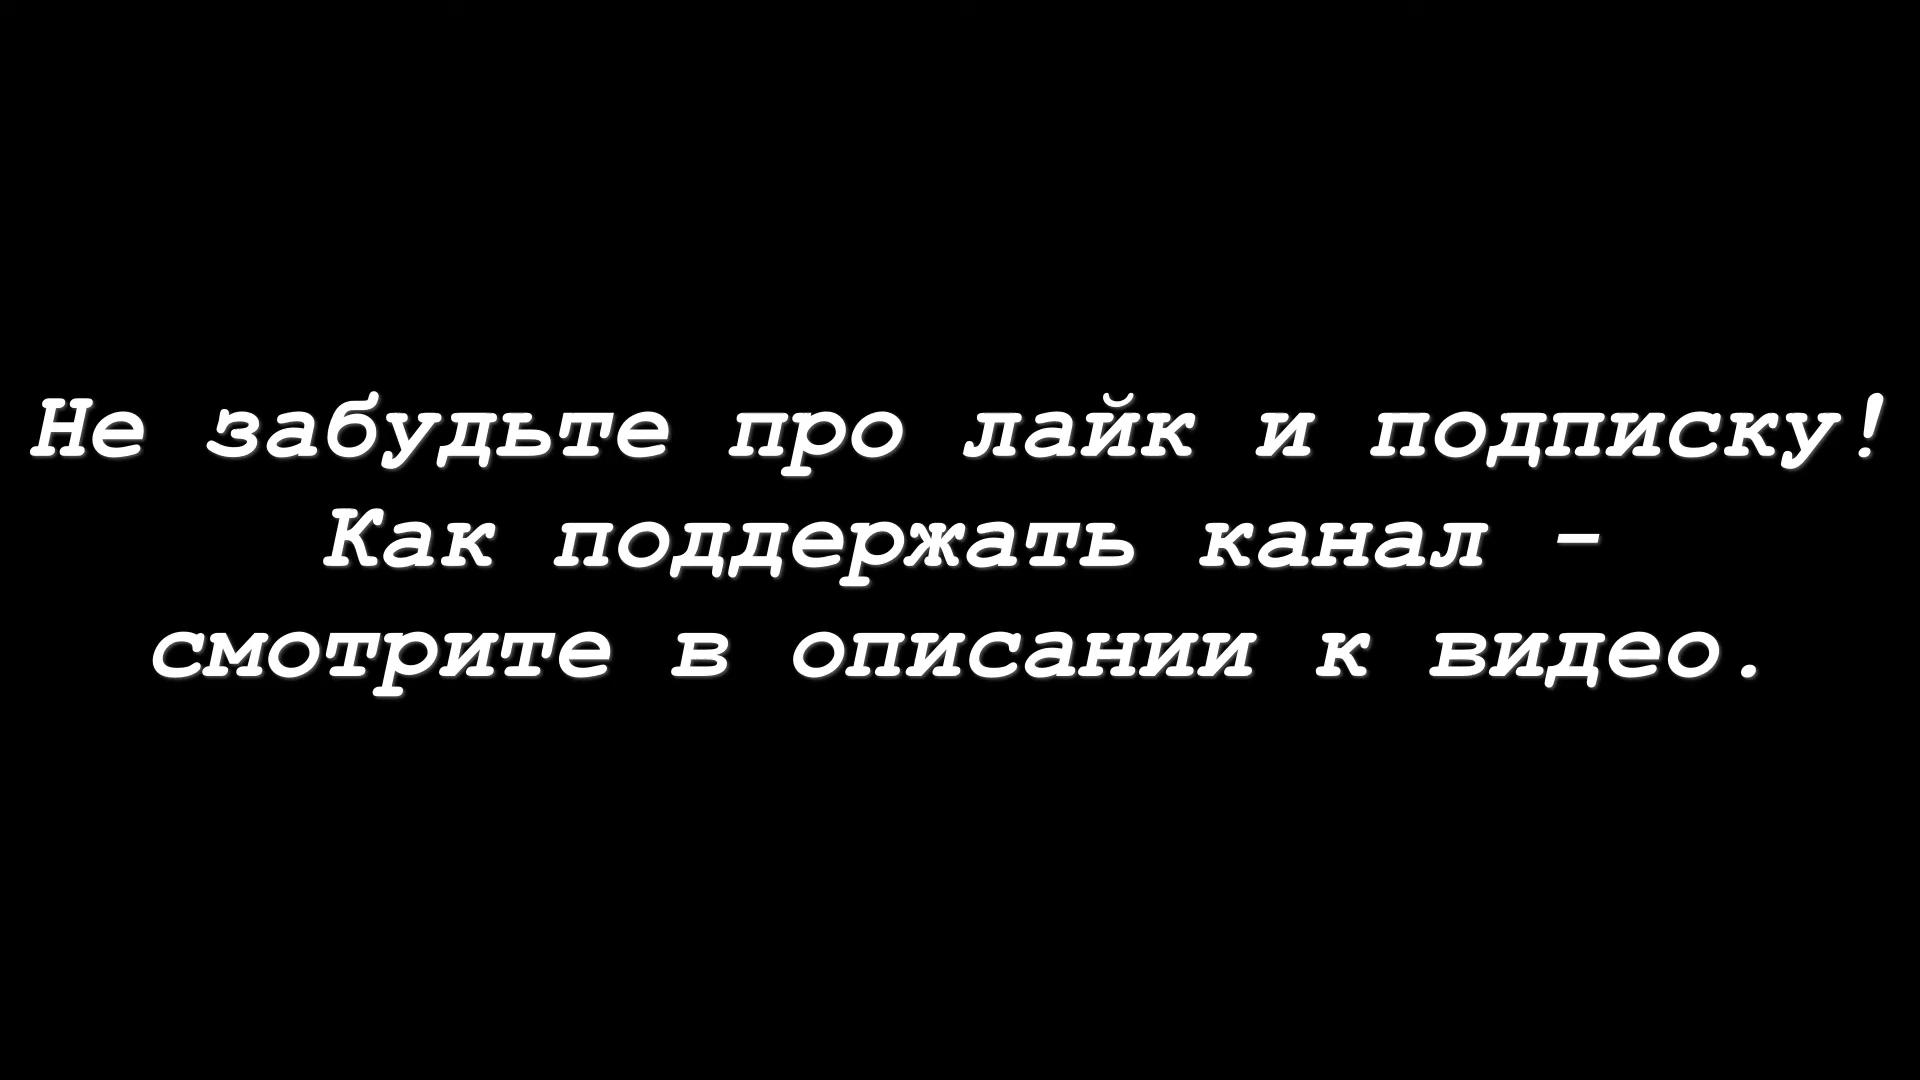 Не забудьте про лайк и подписку!
Как поддержать канал -
смотрите в описании к видео.